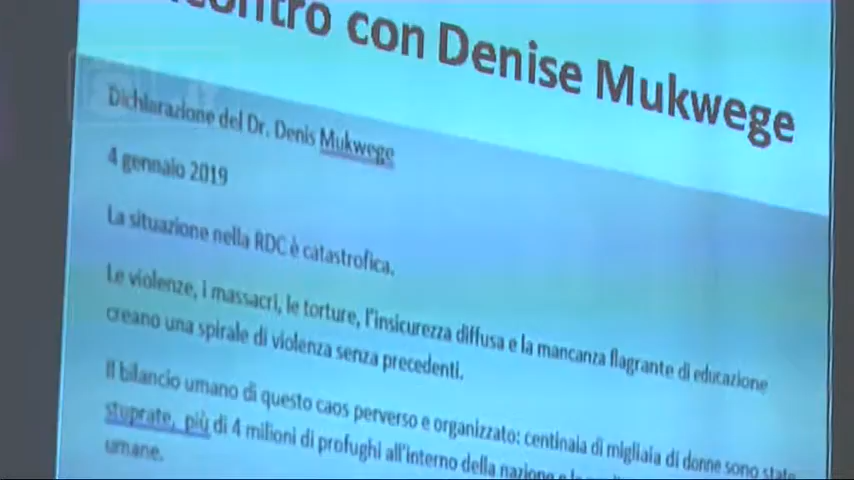 contro con Denise Mukwege
Dichiarazione del Dr. Denis Mukwege
4 gennaio 2019
La situazione nella RDC è catastrofica.
Le violenze, i massacri, le torture, l'insicurezza diffusa e la mancanza flagrante di educazione
creano una spirale di violenza senza precedenti.
Il bilancio umano di questo caos perverso e organizzato: centinaia di migliaia di donne sono state
stuprate, più di 4 milioni di profughi all'interno della nazione e la
umane.